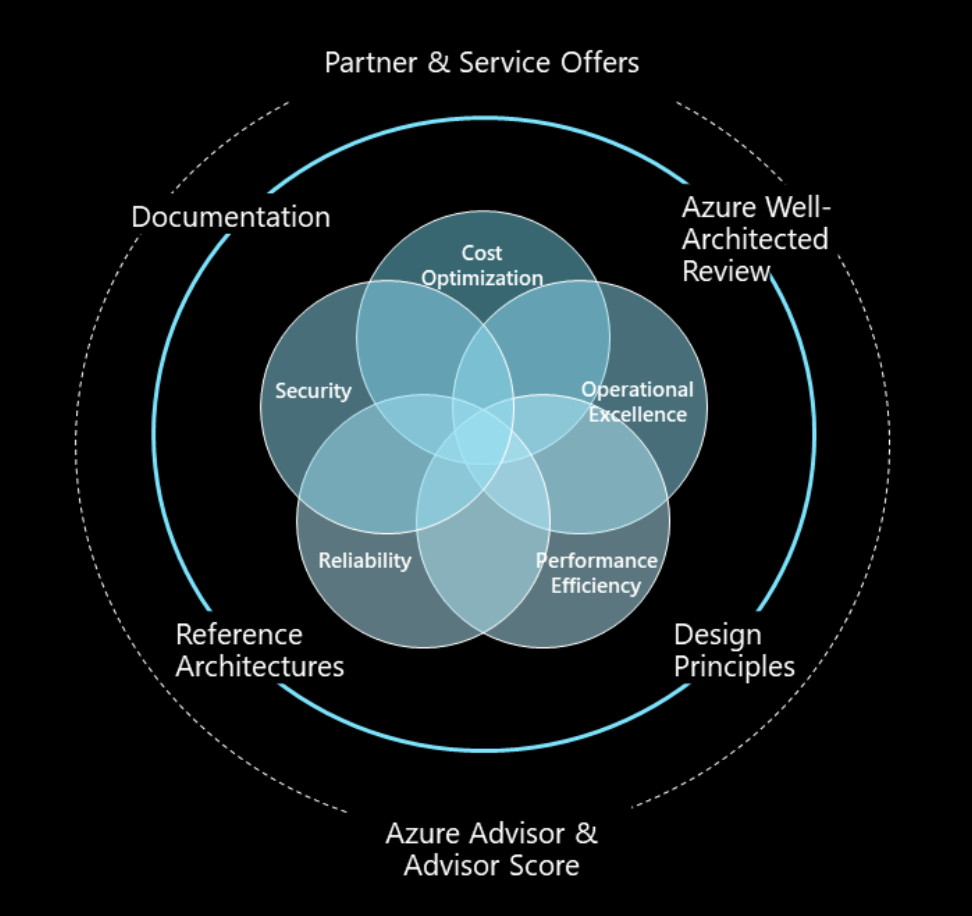 Partner & Service Offers
Documentation
Azure Well-
Architected
Review
Cost
Optimization
Security
Operational
Excellence
Reliability
Performance
Efficiency
Reference
Architectures
Design
Principles
Azure Advisor &
Advisor Score